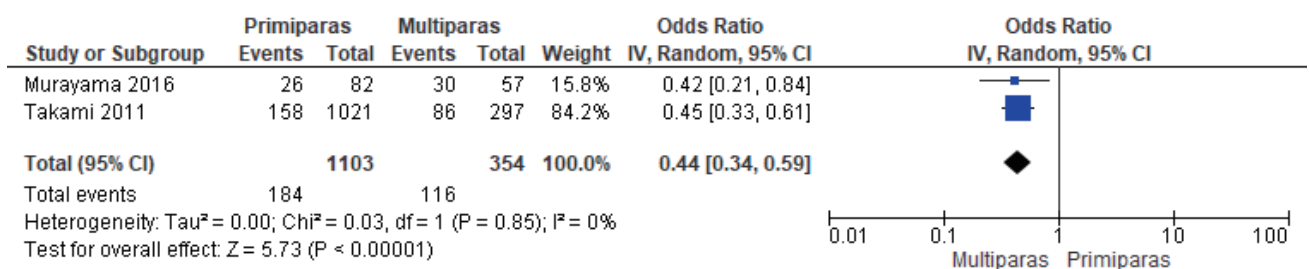 Primiparas Multiparas Odds Ratio Odds Ratio
Study or Subgroup Events Total Events Total Weight IV, Random, 95% CI IV, Random, 95% CI
Murayama 2016 26 82 30 57 15.8% 0.42 [0.21, 0.84]
Takami 2011 158 1021 86 297 84.2% 0.45 [0.33, 0.61]
Total (95% CI) 1103 354 100.0% 0.44 [0.34, 0.59]
Total events 184 116
Heterogeneity: Tau² = 0.00; Chi² = 0.03, df = 1 (P = 0.85); I² = 0%
Test for overall effect: Z = 5.73 (P < 0.00001)
0.01 0.1 1 10 100
Multiparas Primiparas